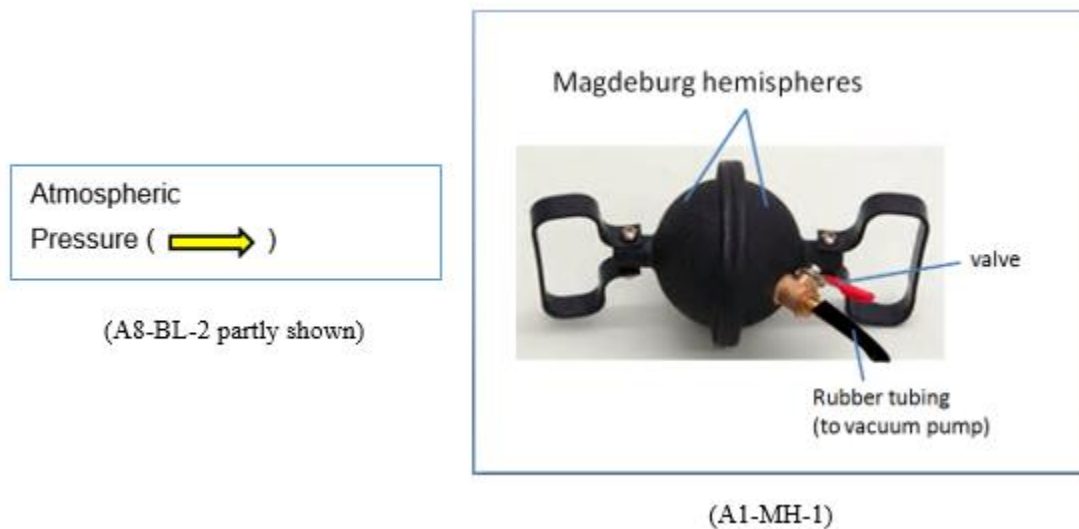 Atmospheric
Pressure ( )
(A8-BL-2 partly shown)
Magdeburg hemispheres
valve
Rubber tubing
(to vacuum pump)
(A1-MH-1)